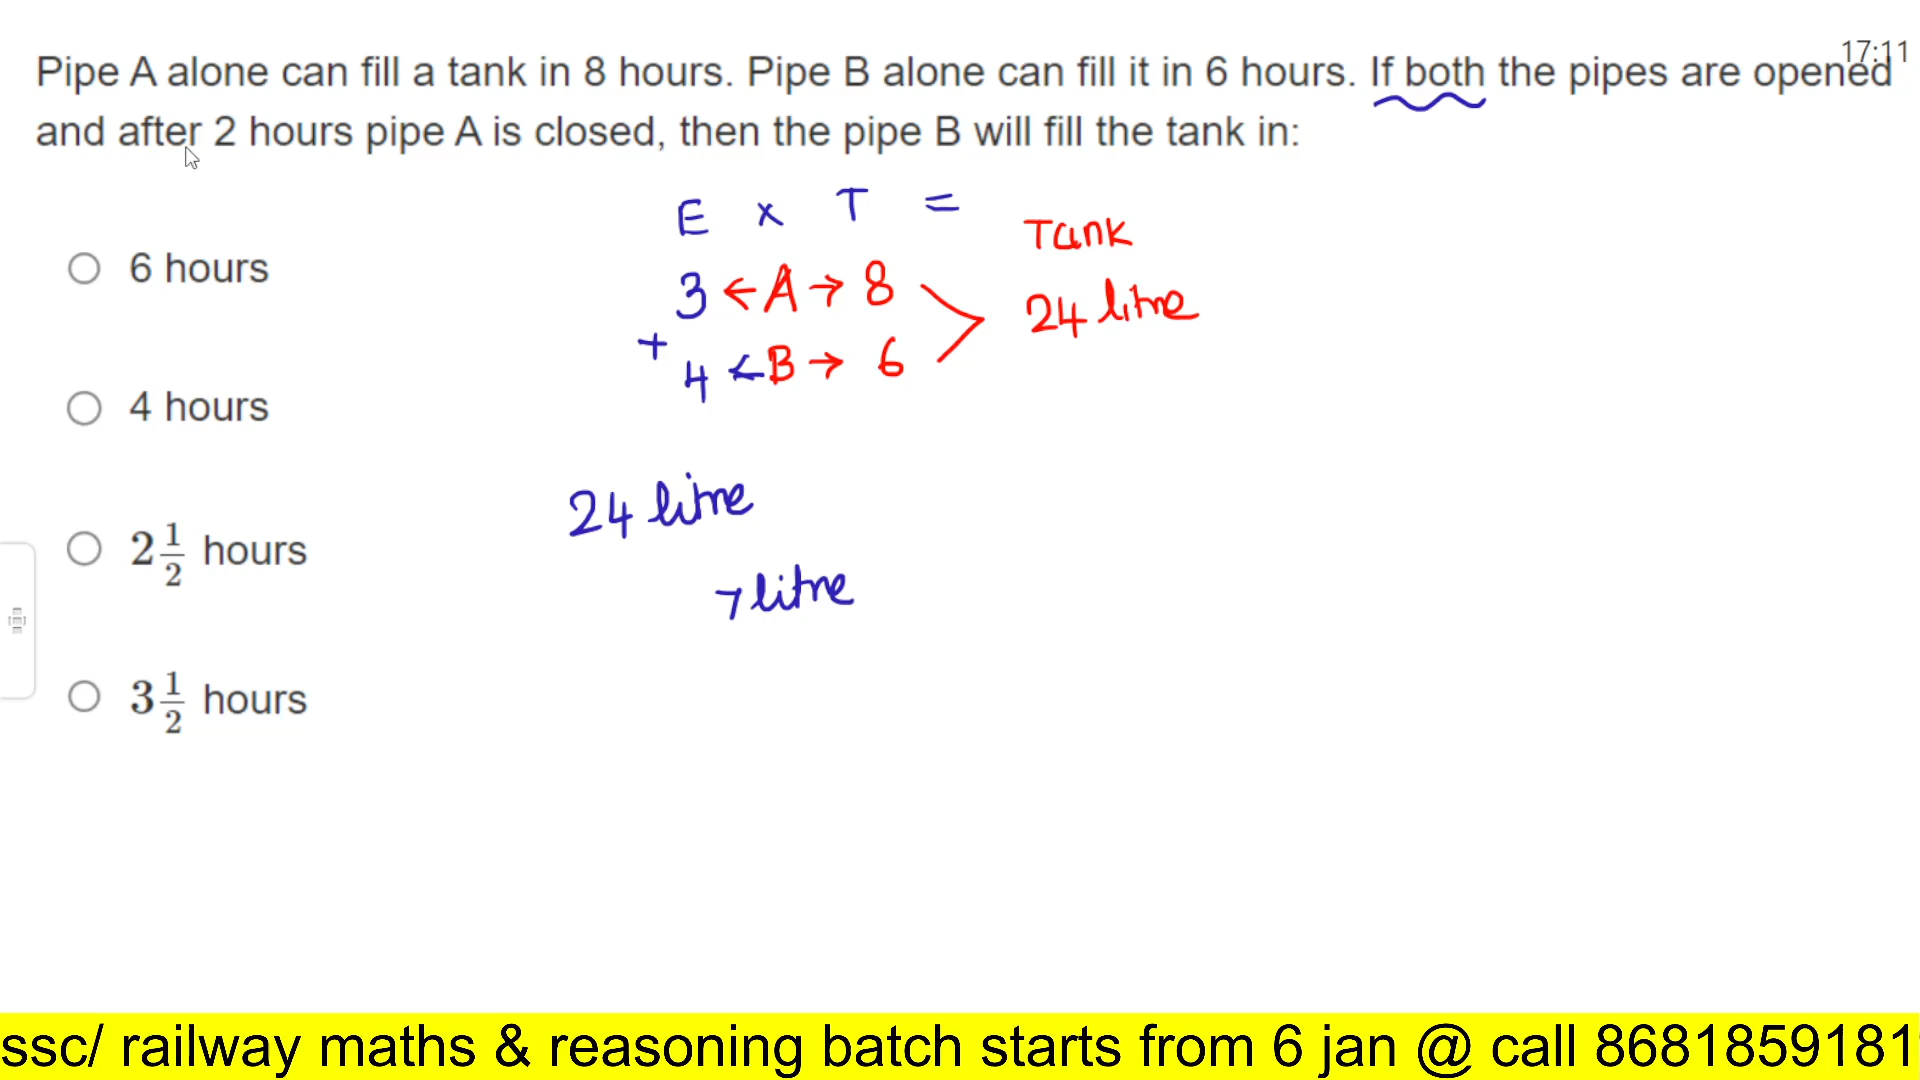 17:11
Pipe A alone can fill a tank in 8 hours. Pipe B alone can fill it in 6 hours. If both the pipes are opened
and after 2 hours pipe A is closed, then the pipe B will fill the tank in:
E x T =
Tank
6 hours
3 ← A → 8
24 litre
+
4 ← B → 6
4 hours
24 litre
2 1/2 hours
7 litre
3 1/2 hours
ssc/ railway maths & reasoning batch starts from 6 jan @ call 8681859181